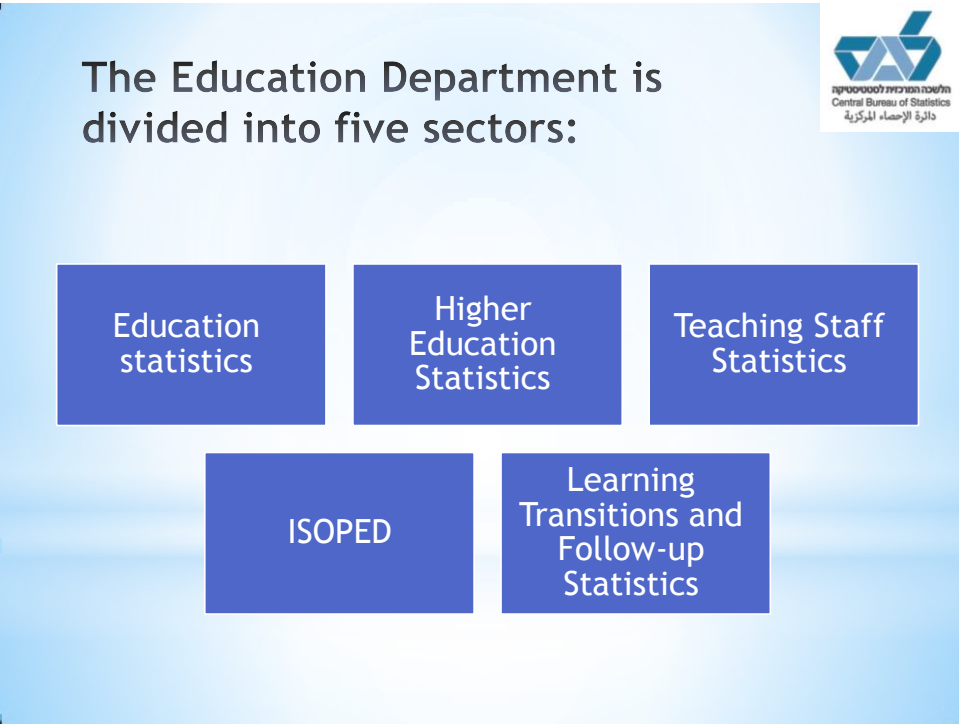 The Education Department is
divided into five sectors:
הלשכה המרכזית לסטטיסטיקה
Central Bureau of Statistics
دائرة الإحصاء المركزية
Education
statistics
Higher
Education
Statistics
Teaching Staff
Statistics
ISOPED
Learning
Transitions and
Follow-up
Statistics